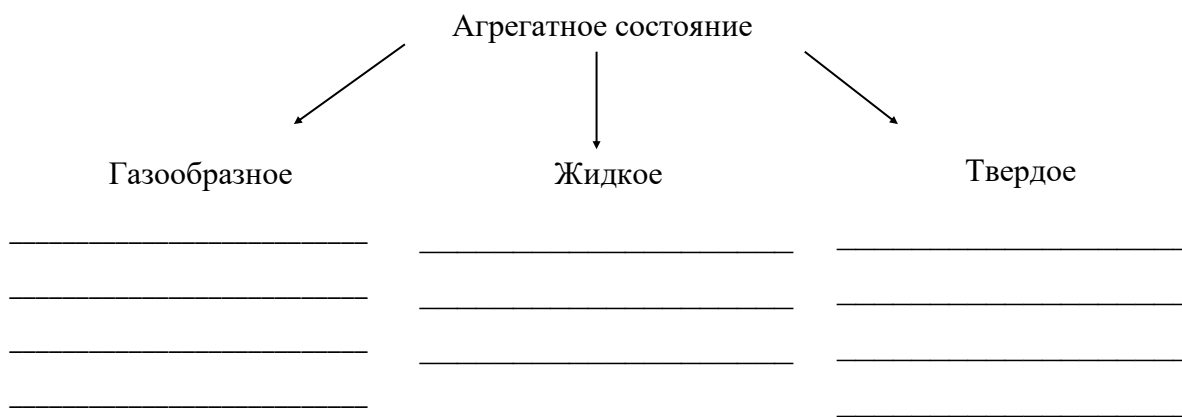 Агрегатное состояние
Газообразное
Жидкое
Твердое